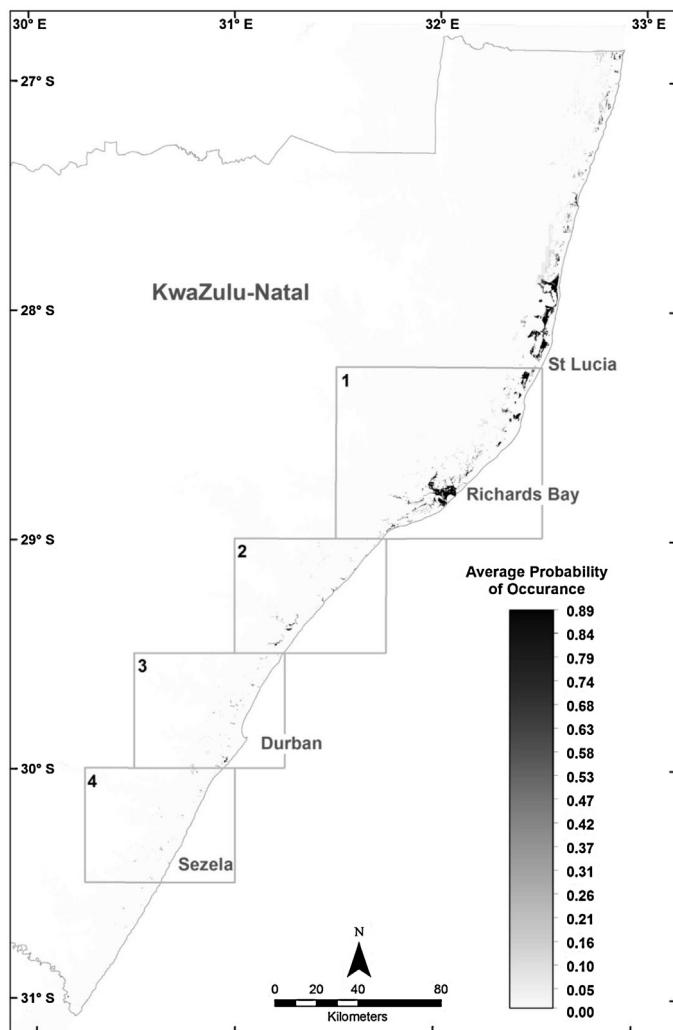 30° E
31° E
32° E
33° E
27° S
28° S
29° S
30° S
31° S
KwaZulu-Natal
1
St Lucia
Richards Bay
2
3
Durban
4
Sezela
Average Probability
of Occurance
0.89
0.84
0.79
0.74
0.68
0.63
0.58
0.53
0.47
0.42
0.37
0.31
0.26
0.21
0.16
0.10
0.05
0.00
N
0 20 40 80
Kilometers